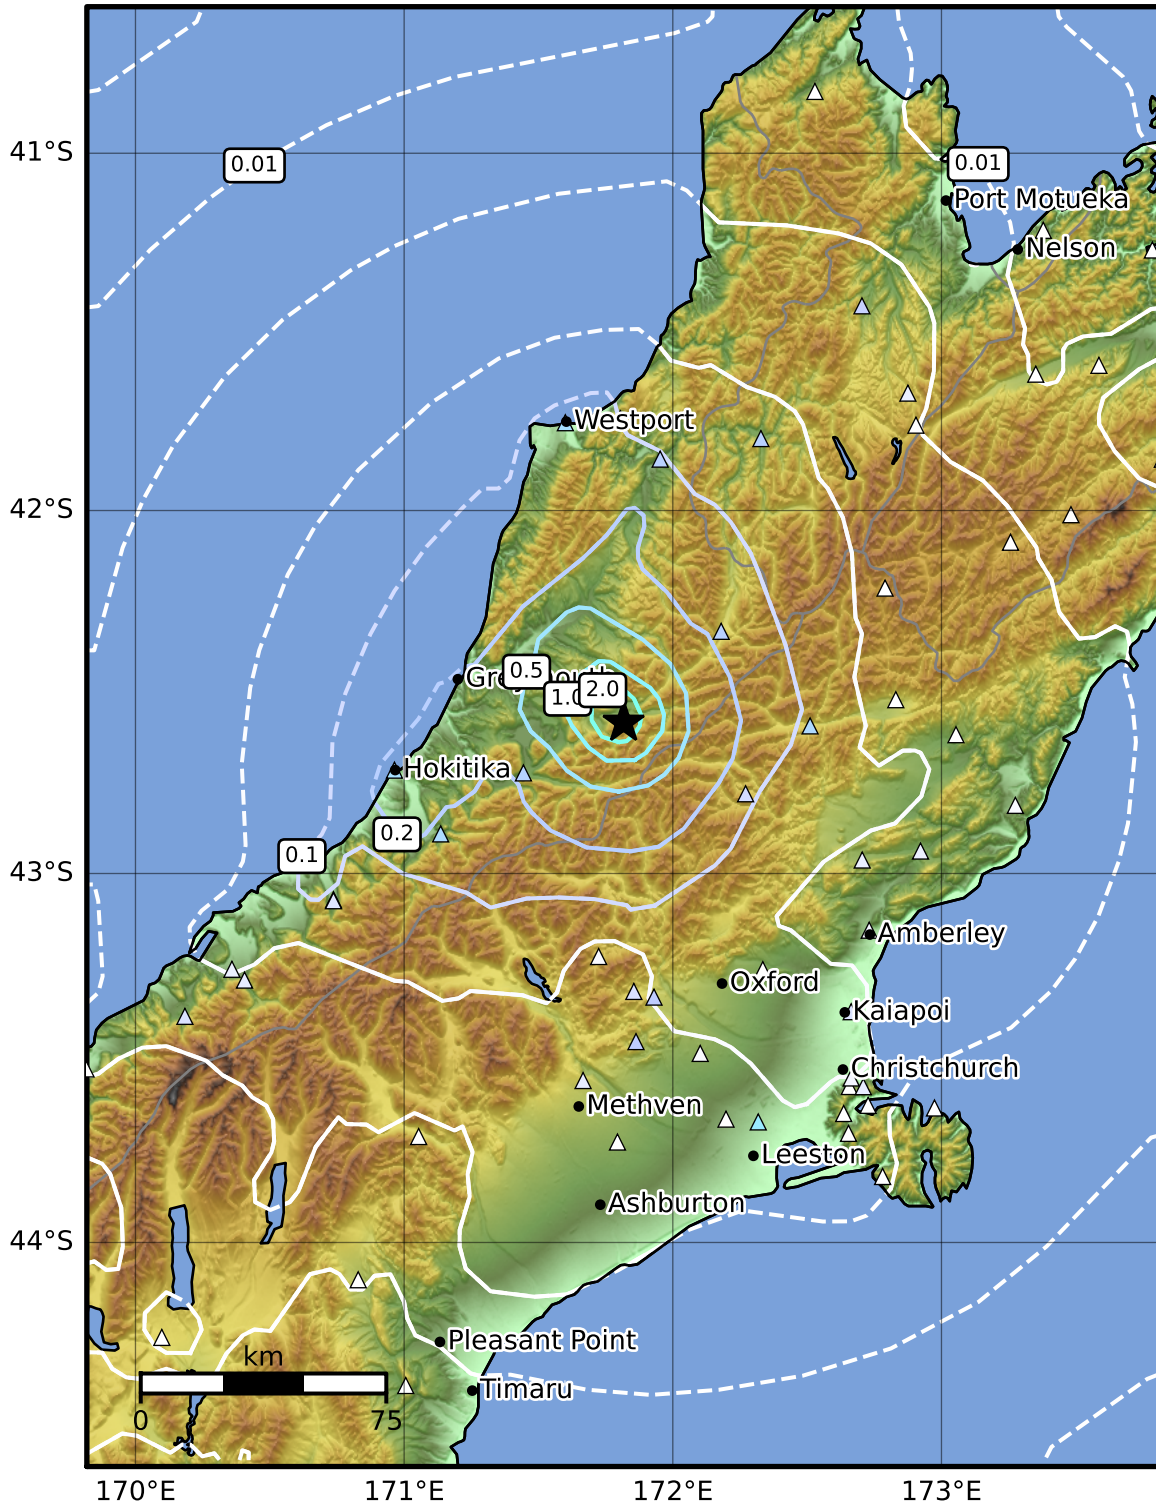 41°S
0.01
0.01
Port Motueka
Nelson
Westport
42°S
0.5
2.0
Hokitika
0.2
0.1
43°S
Amberley
Oxford
Kaiapoi
Christchurch
Methven
Leeston
Ashburton
44°S
Pleasant Point
km
Timaru
0
75
170°E
171°E
172°E
173°E